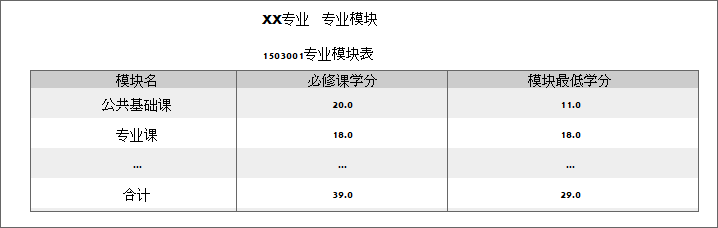 XX专业 专业模块
1503001专业模块表
模块名 必修课学分 模块最低学分
公共基础课 20.0 11.0
专业课 18.0 18.0
... ... ...
合计 39.0 29.0